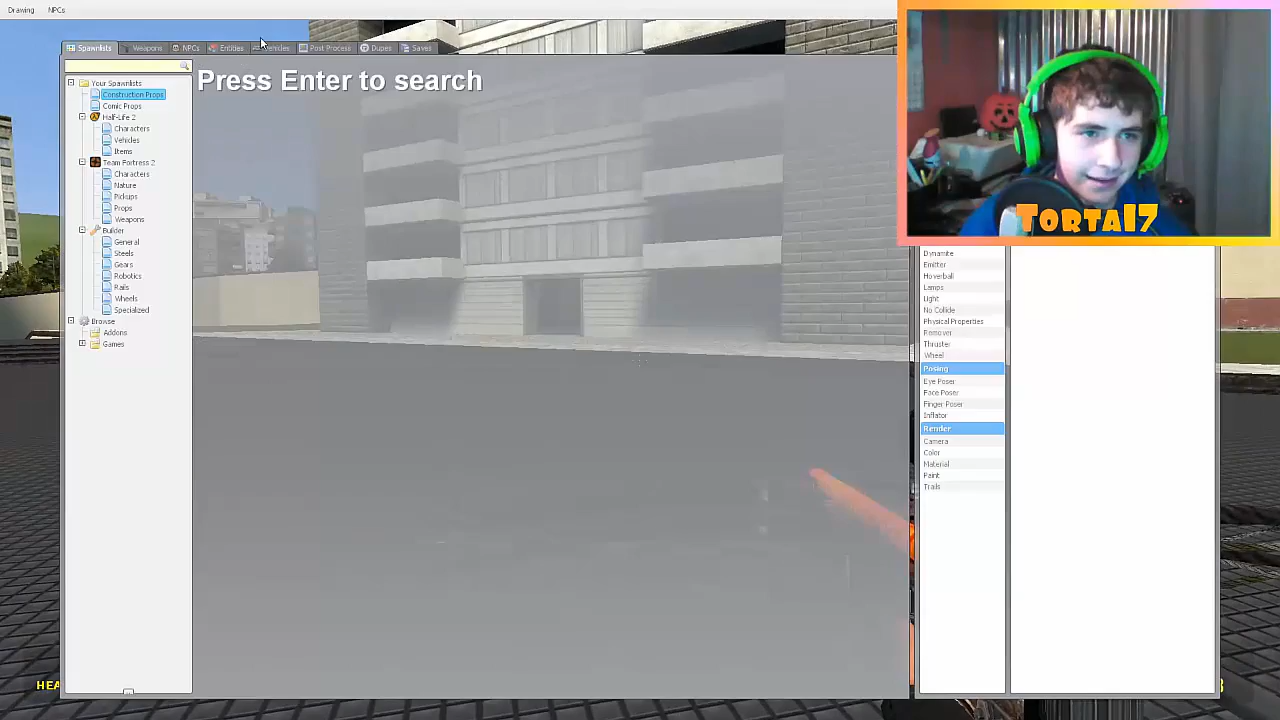 Drawing NPCs
Spawnlists Weapons NPCs Entities Vehicles Post Process Dupes Saves
Press Enter to search
Your Spawnlists
Construction Props
Comic Props
Half-Life 2
Characters
Vehicles
Items
Team Fortress 2
Characters
Nature
Pickups
Props
Weapons
Builder
General
Steels
Gears
Robotics
Rails
Wheels
Specialized
Browse
Addons
Games
Torta17
Dynamite
Emitter
Hoverball
Lamps
Light
No Collide
Physical Properties
Remover
Thruster
Wheel
Posing
Eye Poser
Face Poser
Finger Poser
Inflator
Render
Camera
Color
Material
Paint
Trails